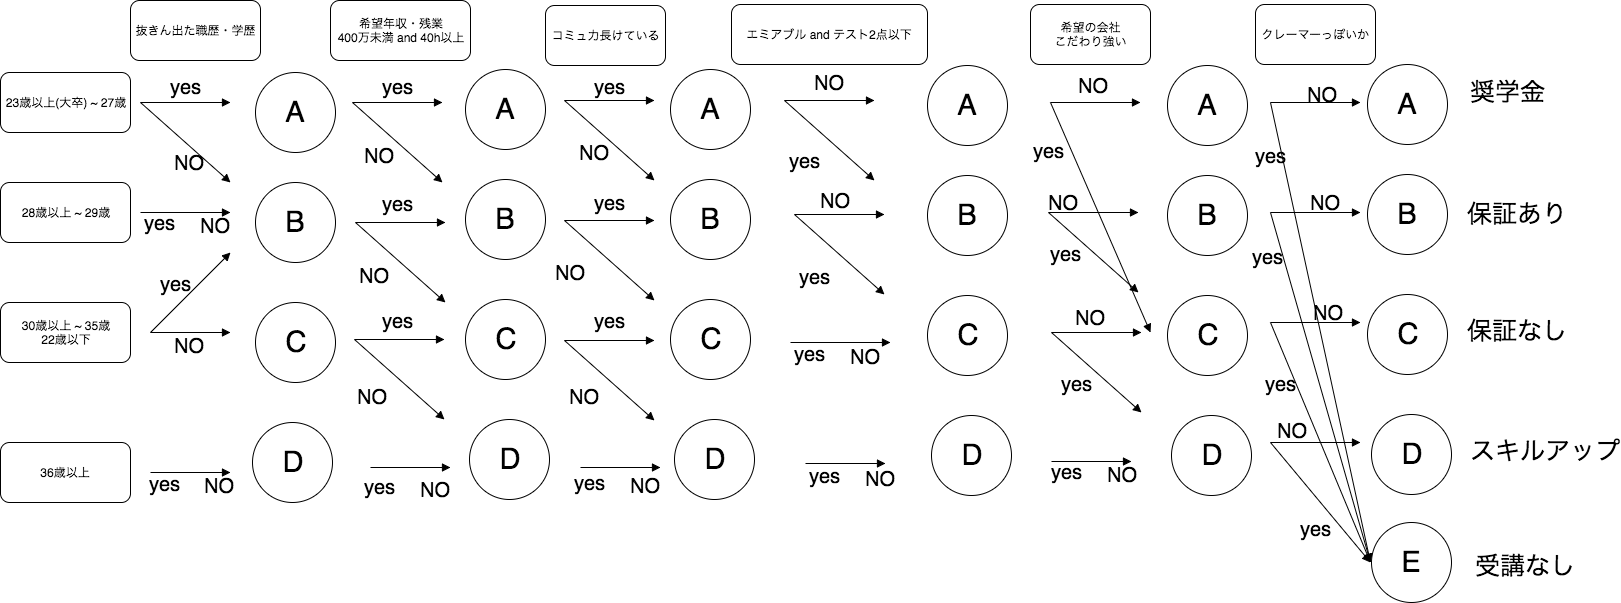 抜きん出た職歴・学歴
希望年収・残業
400万未満 and 40h以上
コミュ力長けている
エミアブル and テスト2点以下
希望の会社
こだわり強い
クレーマーっぽいか
23歳以上(大卒) ~ 27歳
yes
NO
A
yes
NO
A
yes
NO
A
NO
yes
A
NO
yes
A
NO
yes
A
奨学金
28歳以上 ~ 29歳
yes NO
B
yes
NO
B
yes
NO
B
NO
yes
B
NO
yes
B
NO
yes
B
保証あり
30歳以上 ~ 35歳
22歳以下
yes
NO
C
yes
NO
C
yes
NO
C
yes NO
C
NO
yes
C
NO
yes
C
保証なし
36歳以上
yes NO
D
yes NO
D
yes NO
D
yes NO
D
yes NO
D
NO
yes
D
スキルアップ
E
受講なし